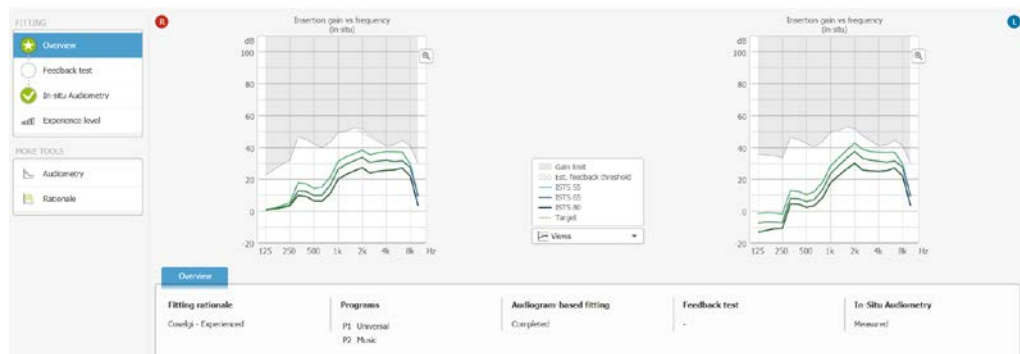 FITTING
Overview
Feedback test
In-situ Audiometry
Experience level
MORE TOOLS
Audiometry
Rationale
R
Insertion gain vs frequency
(in-situ)
dB
100
80
60
40
20
0
-20
125 250 500 1k 2k 4k 8k Hz
Gain limit
Est. feedback threshold
ISTS 55
ISTS 65
ISTS 80
Target
Views
Insertion gain vs frequency
(in-situ)
L
dB
100
80
60
40
20
0
-20
125 250 500 1k 2k 4k 8k Hz
Overview
Fitting rationale
Coselgi - Experienced
Programs
P1 Universal
P2 Music
Audiogram-based fitting
Completed
Feedback test
-
In-Situ Audiometry
Measured